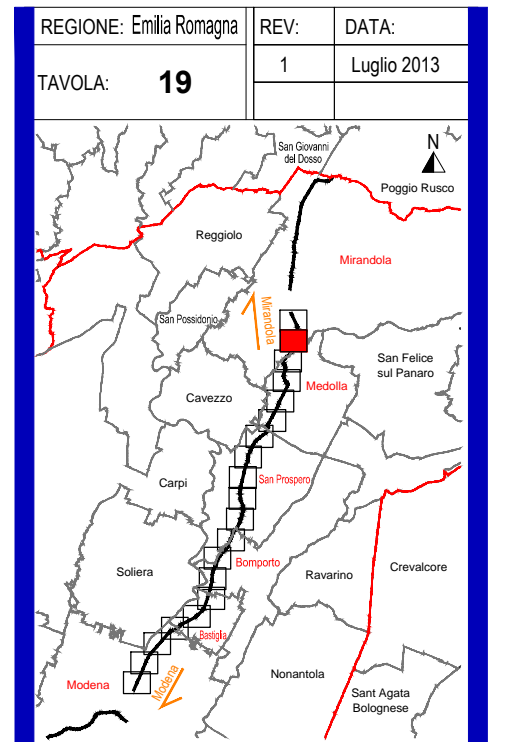 REGIONE: Emilia Romagna
REV:
DATA:
TAVOLA: 19
1
Luglio 2013
N
San Giovanni
del Dosso
Poggio Rusco
Reggiolo
Mirandola
Mirandola
San Possidonio
San Felice
sul Panaro
Medolla
Cavezzo
San Prospero
Carpi
Bomporto
Crevalcore
Soliera
Ravarino
Bastiglia
Nonantola
Modena
Modena
Sant Agata
Bolognese